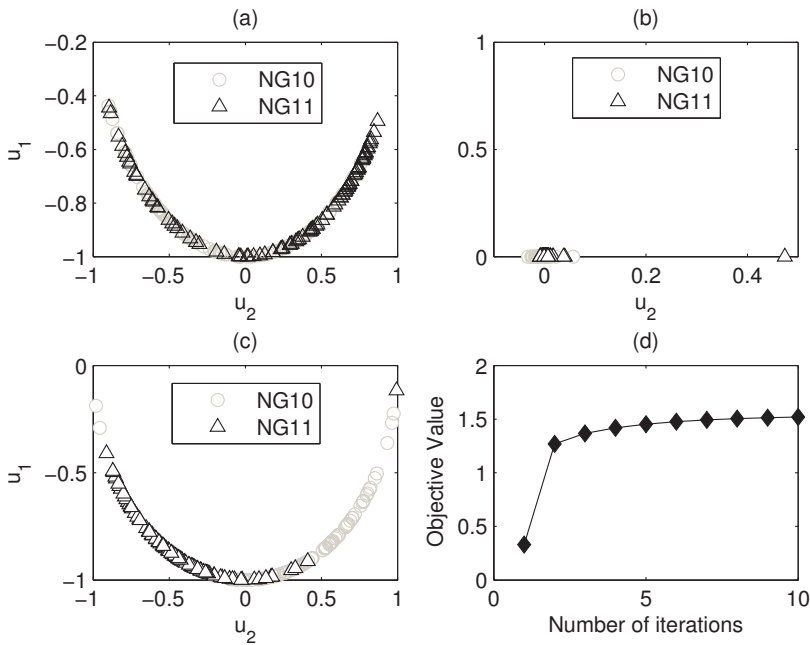 (a)
−0.2
−0.4
−0.6
−0.8
−1
u1
NG10
NG11
−1
−0.5
0
0.5
1
u2
(b)
1
0.5
0
NG10
NG11
0
0.2
0.4
u2
(c)
0
−0.5
−1
u1
NG10
NG11
−1
−0.5
0
0.5
1
u2
(d)
2
1.5
1
0.5
0
Objective Value
0
5
10
Number of iterations